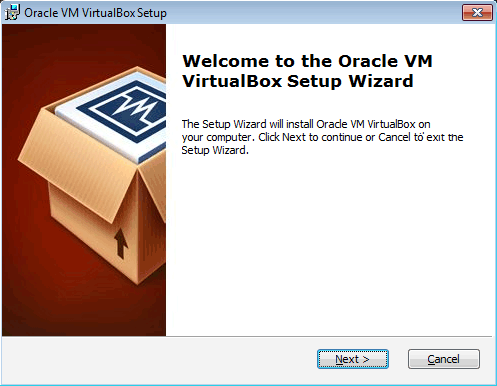 Oracle VM VirtualBox Setup
Welcome to the Oracle VM
VirtualBox Setup Wizard
The Setup Wizard will install Oracle VM VirtualBox on
your computer. Click Next to continue or Cancel to exit the
Setup Wizard.
Next >
Cancel